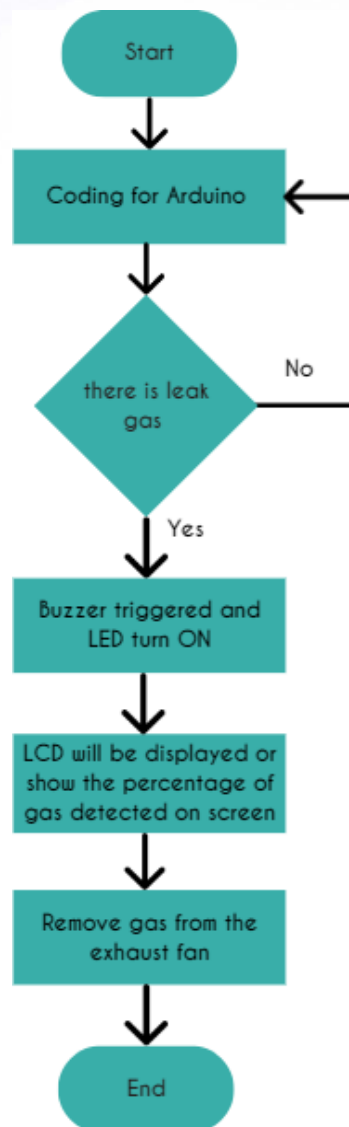 Start
Coding for Arduino
there is leak
gas
No
Yes
Buzzer triggered and
LED turn ON
LCD will be displayed or
show the percentage of
gas detected on screen
Remove gas from the
exhaust fan
End